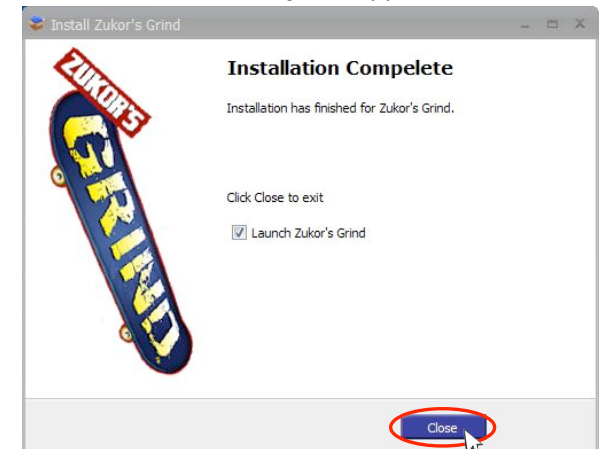 Install Zukor's Grind
ZUKOR'S
GRIND
Installation Compelete
Installation has finished for Zukor's Grind.
Click Close to exit
Launch Zukor's Grind
Close